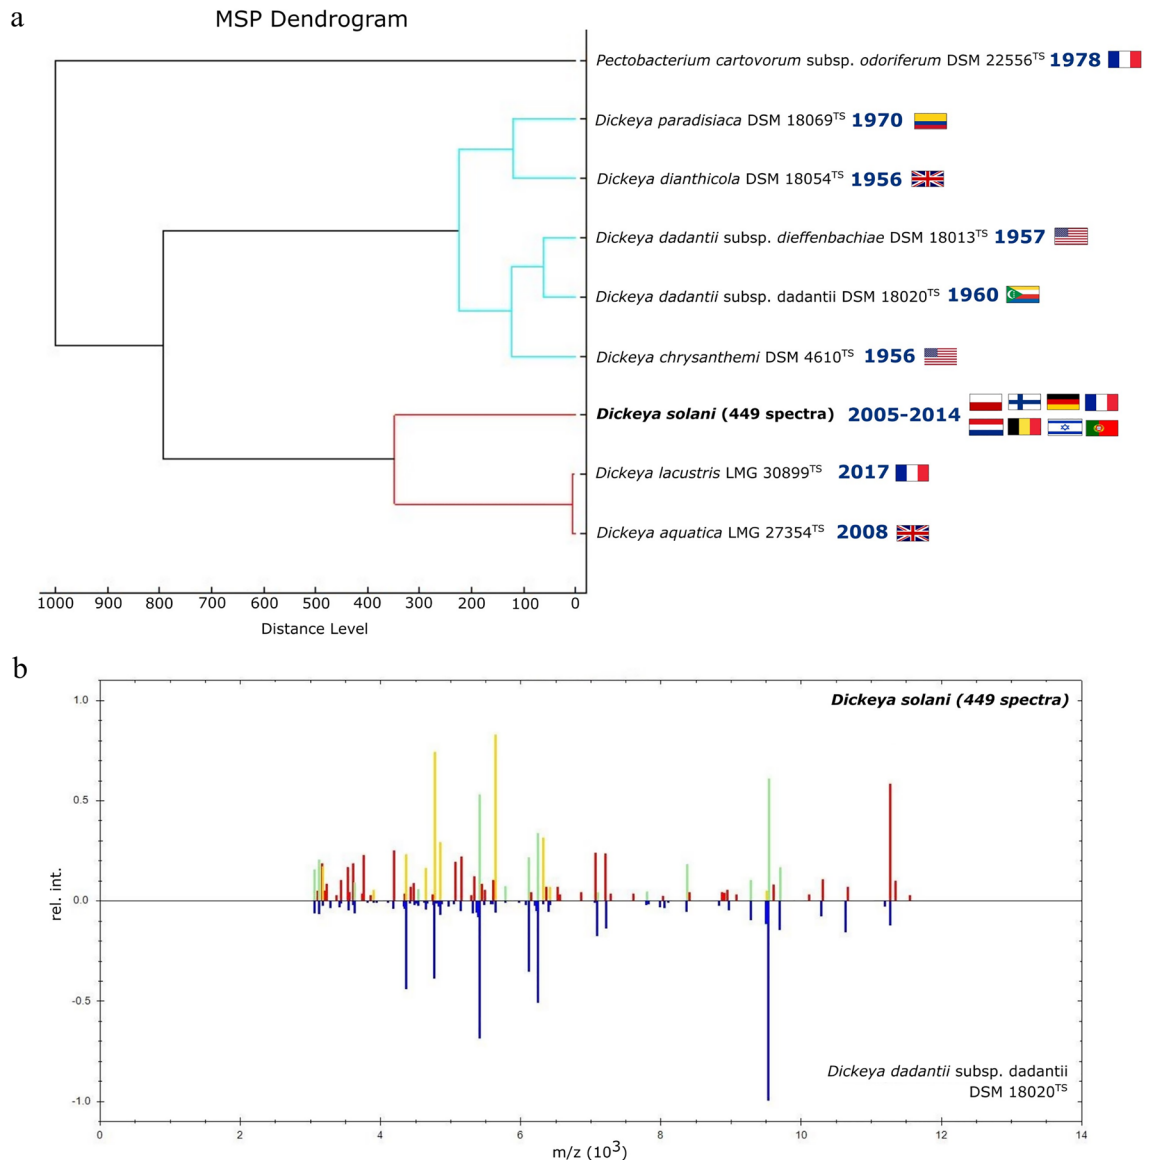 a
MSP Dendrogram
Pectobacterium cartovorum subsp. odoriferum DSM 22556TS 1978
Dickeya paradisiaca DSM 18069TS 1970
Dickeya dianthicola DSM 18054TS 1956
Dickeya dadantii subsp. dieffenbachiae DSM 18013TS 1957
Dickeya dadantii subsp. dadantii DSM 18020TS 1960
Dickeya chrysanthemi DSM 4610TS 1956
Dickeya solani (449 spectra) 2005-2014
Dickeya lacustris LMG 30899TS 2017
Dickeya aquatica LMG 27354TS 2008
1000 900 800 700 600 500 400 300 200 100 0
Distance Level
b
Dickeya solani (449 spectra)
1.0
0.5
0.0
-0.5
-1.0
rel. int.
Dickeya dadantii subsp. dadantii
DSM 18020TS
0 2 4 6 8 10 12 14
m/z (103)